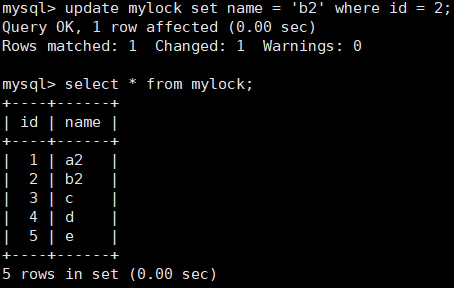 mysql> update mylock set name = 'b2' where id = 2;
Query OK, 1 row affected (0.00 sec)
Rows matched: 1  Changed: 1  Warnings: 0

mysql> select * from mylock;
+----+------+
| id | name |
+----+------+
|  1 | a2   |
|  2 | b2   |
|  3 | c    |
|  4 | d    |
|  5 | e    |
+----+------+
5 rows in set (0.00 sec)